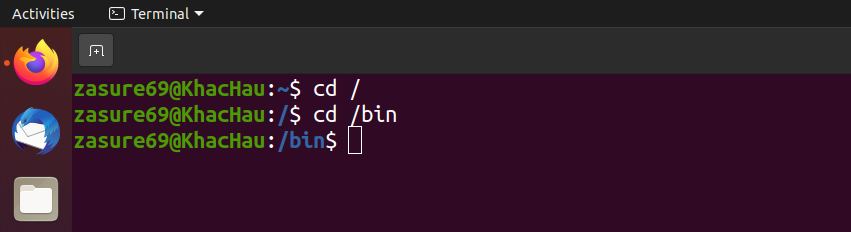 Activities Terminal
zasure69@KhacHau:~$ cd /
zasure69@KhacHau:/$ cd /bin
zasure69@KhacHau:/bin$